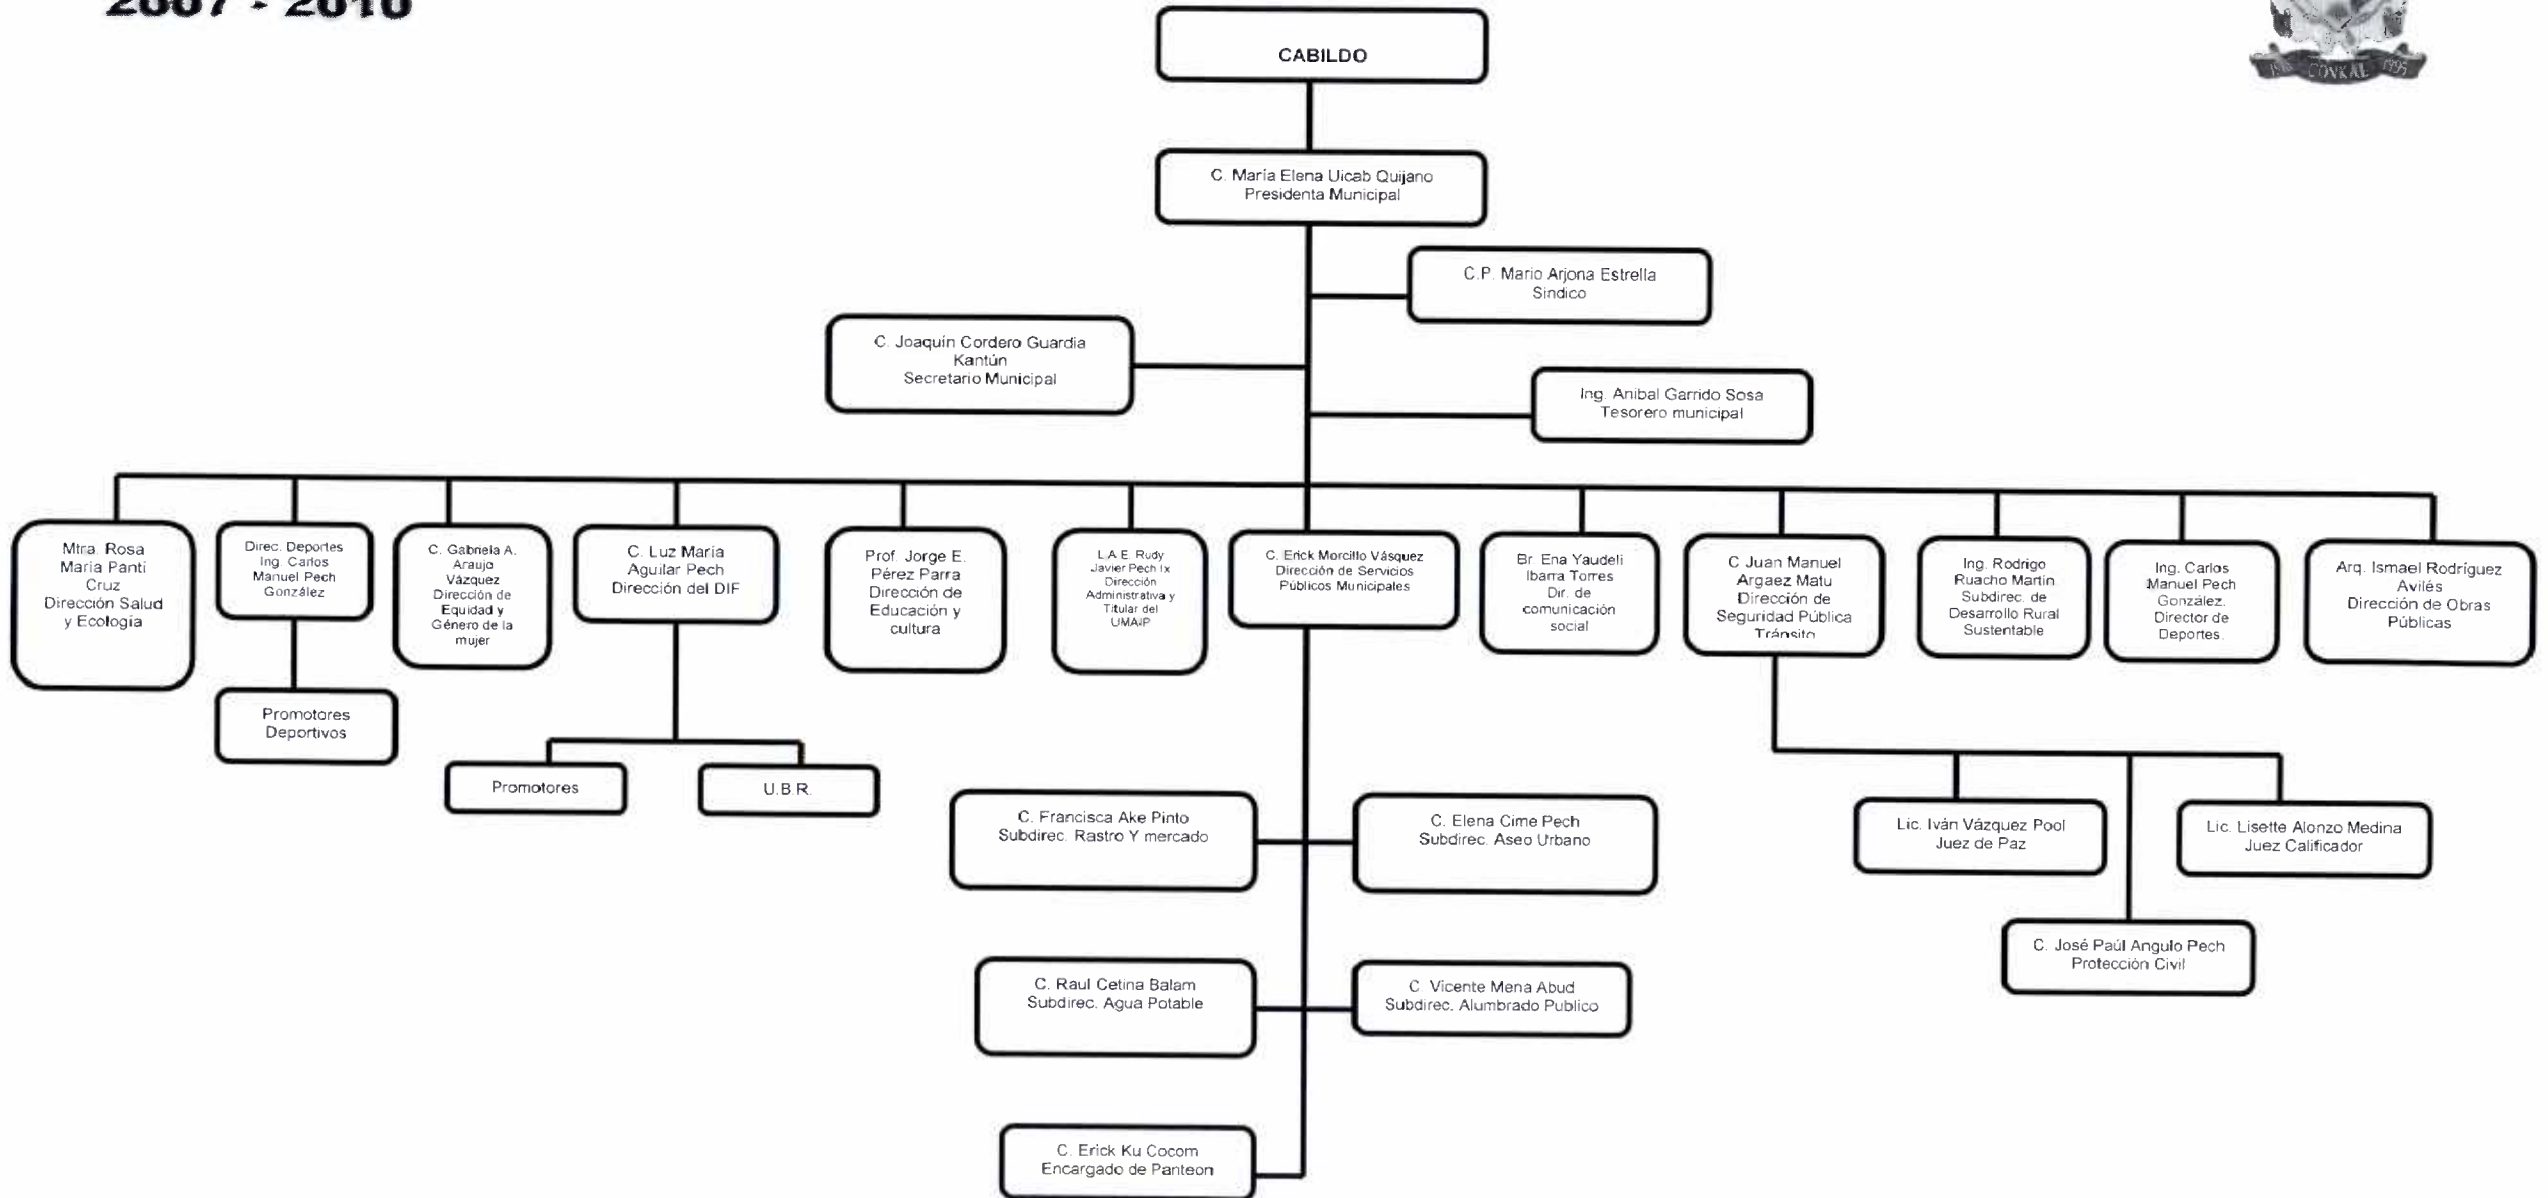 2007 - 2010
CONKAL
CABILDO
C. María Elena Uicab Quijano
Presidenta Municipal
C.P. Mario Arjona Estrella
Sindico
C. Joaquín Cordero Guardia
Kantún
Secretario Municipal
Ing. Anibal Garrido Sosa
Tesorero municipal
Mtra. Rosa
María Pantí
Cruz
Dirección Salud
y Ecología
Direc. Deportes
Ing. Carlos
Manuel Pech
González
C. Gabriela A.
Araujo
Vázquez
Dirección de
Equidad y
Género de la
mujer
C. Luz María
Aguilar Pech
Dirección del DIF
Prof. Jorge E.
Pérez Parra
Dirección de
Educación y
cultura
L.A.E. Rudy
Javier Pech Ix
Dirección
Administrativa y
Titular del
UMAIP
C. Erick Morcillo Vásquez
Dirección de Servicios
Públicos Municipales
Br. Ena Yaudeli
Ibarra Torres
Dir. de
comunicación
social
C Juan Manuel
Argaez Matu
Dirección de
Seguridad Pública
Tránsito
Ing. Rodrigo
Ruacho Martín
Subdirec. de
Desarrollo Rural
Sustentable
Ing. Carlos
Manuel Pech
González.
Director de
Deportes.
Arq. Ismael Rodríguez
Avilés
Dirección de Obras
Públicas
Promotores
Deportivos
Promotores
U.B.R.
C. Francisca Ake Pinto
Subdirec. Rastro Y mercado
C. Elena Cime Pech
Subdirec. Aseo Urbano
Lic. Iván Vázquez Pool
Juez de Paz
Lic. Lisette Alonzo Medina
Juez Calificador
C. José Paúl Angulo Pech
Protección Civil
C. Raul Cetina Balam
Subdirec. Agua Potable
C. Vicente Mena Abud
Subdirec. Alumbrado Publico
C. Erick Ku Cocom
Encargado de Panteon